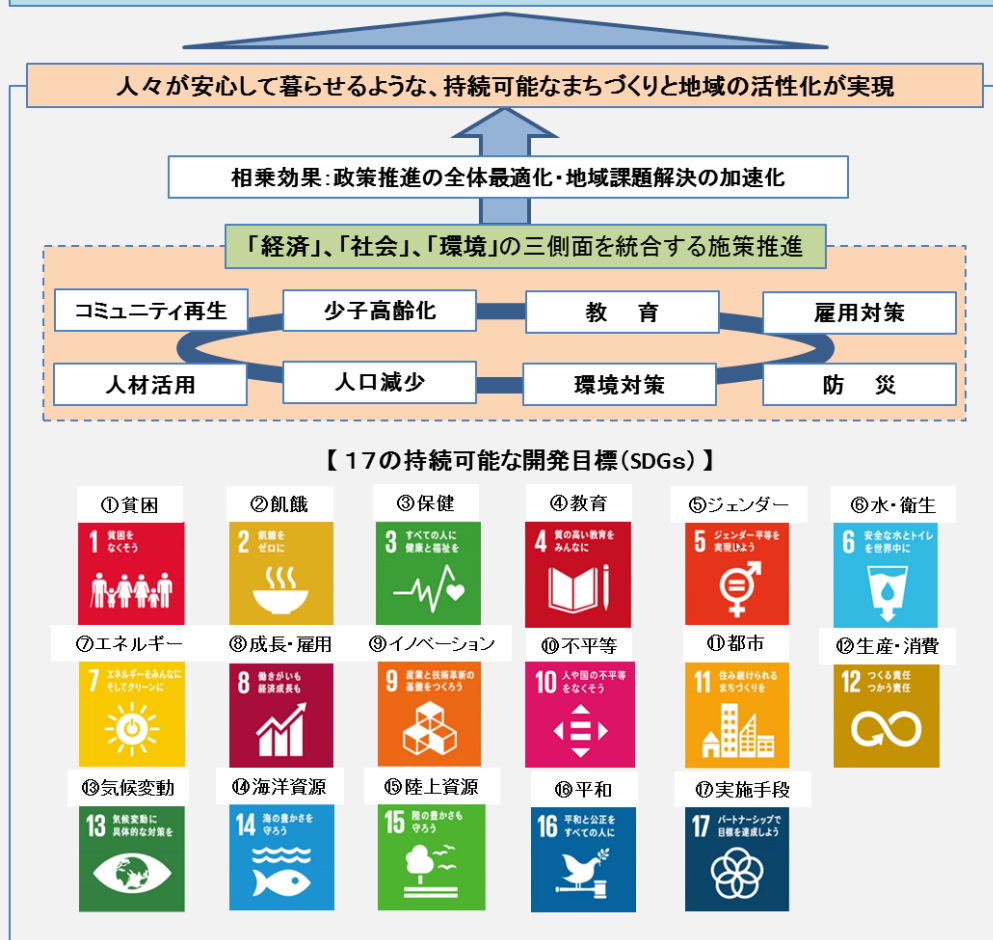 人々が安心して暮らせるような、持続可能なまちづくりと地域の活性化が実現
相乗効果：政策推進の全体最適化・地域課題解決の加速化
「経済」、「社会」、「環境」の三側面を統合する施策推進
コミュニティ再生
少子高齢化
教　育
雇用対策
人材活用
人口減少
環境対策
防　災
【 17の持続可能な開発目標(SDGs) 】
①貧困
②飢餓
③保健
④教育
⑤ジェンダー
⑥水・衛生
1 貧困を
なくそう
2 飢餓を
ゼロに
3 すべての人に
健康と福祉を
4 質の高い教育を
みんなに
5 ジェンダー平等を
実現しよう
6 安全な水とトイレ
を世界中に
⑦エネルギー
⑧成長・雇用
⑨イノベーション
⑩不平等
⑪都市
⑫生産・消費
7 エネルギーをみんなに
そしてクリーンに
8 働きがいも
経済成長も
9 産業と技術革新の
基盤をつくろう
10 人や国の不平等
をなくそう
11 住み続けられる
まちづくりを
12 つくる責任
つかう責任
⑬気候変動
⑭海洋資源
⑮陸上資源
⑯平和
⑰実施手段
13 気候変動に
具体的な対策を
14 海の豊かさを
守ろう
15 陸の豊かさも
守ろう
16 平和と公正を
すべての人に
17 パートナーシップで
目標を達成しよう